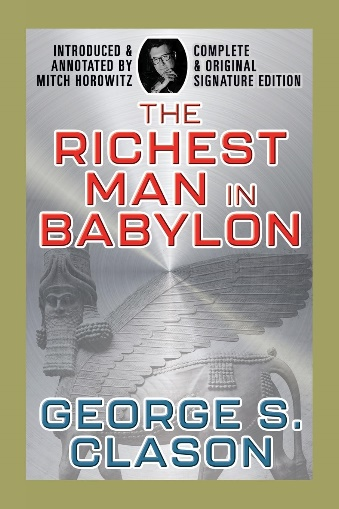 INTRODUCED &
ANNOTATED BY
MITCH HOROWITZ
COMPLETE
& ORIGINAL
SIGNATURE EDITION
THE
RICHEST
MAN IN
BABYLON
GEORGE S.
CLASON